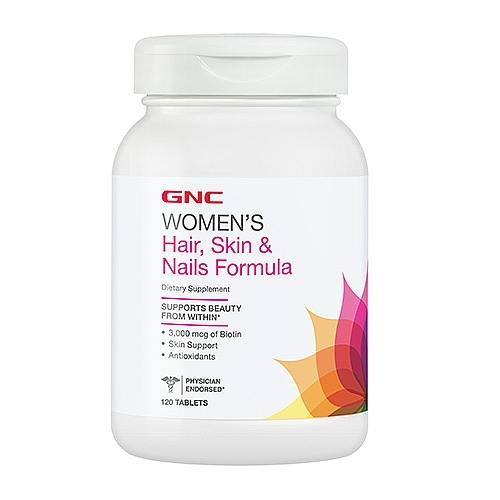 GNC
WOMEN'S
Hair, Skin &
Nails Formula
Dietary Supplement
SUPPORTS BEAUTY
FROM WITHIN*
• 3,000 mcg of Biotin
• Skin Support
• Antioxidants
PHYSICIAN
ENDORSED*
120 TABLETS